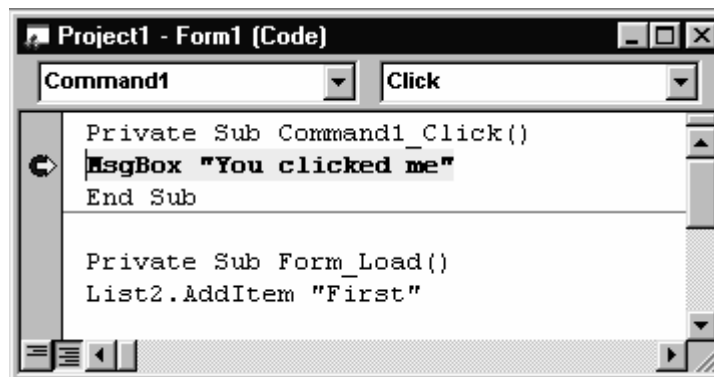 Project1 - Form1 (Code)
Command1 Click
Private Sub Command1_Click()
MsgBox "You clicked me"
End Sub
Private Sub Form_Load()
List2.AddItem "First"